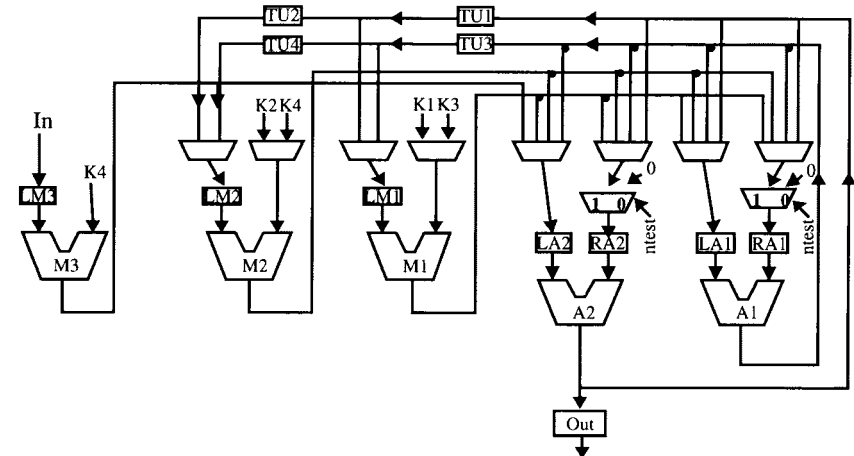 TU2 TU1
TU4 TU3
K2 K4 K1 K3
In
K4
0 0
LM3 LM2 LM1
1 0 1 0
ntest ntest
LA2 RA2 LA1 RA1
M3 M2 M1
A2 A1
Out